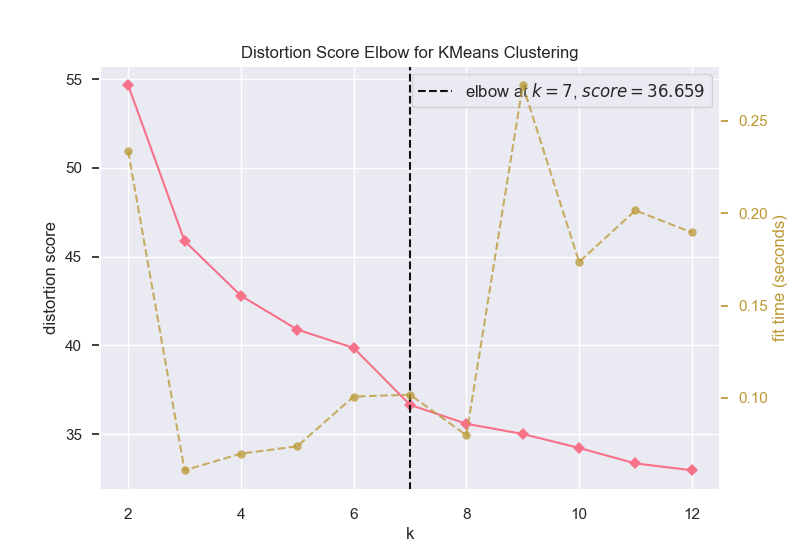 Distortion Score Elbow for KMeans Clustering
elbow at k = 7, score = 36.659
55
50
45
40
35
distortion score
0.25
0.20
0.15
0.10
fit time (seconds)
2 4 6 8 10 12
k